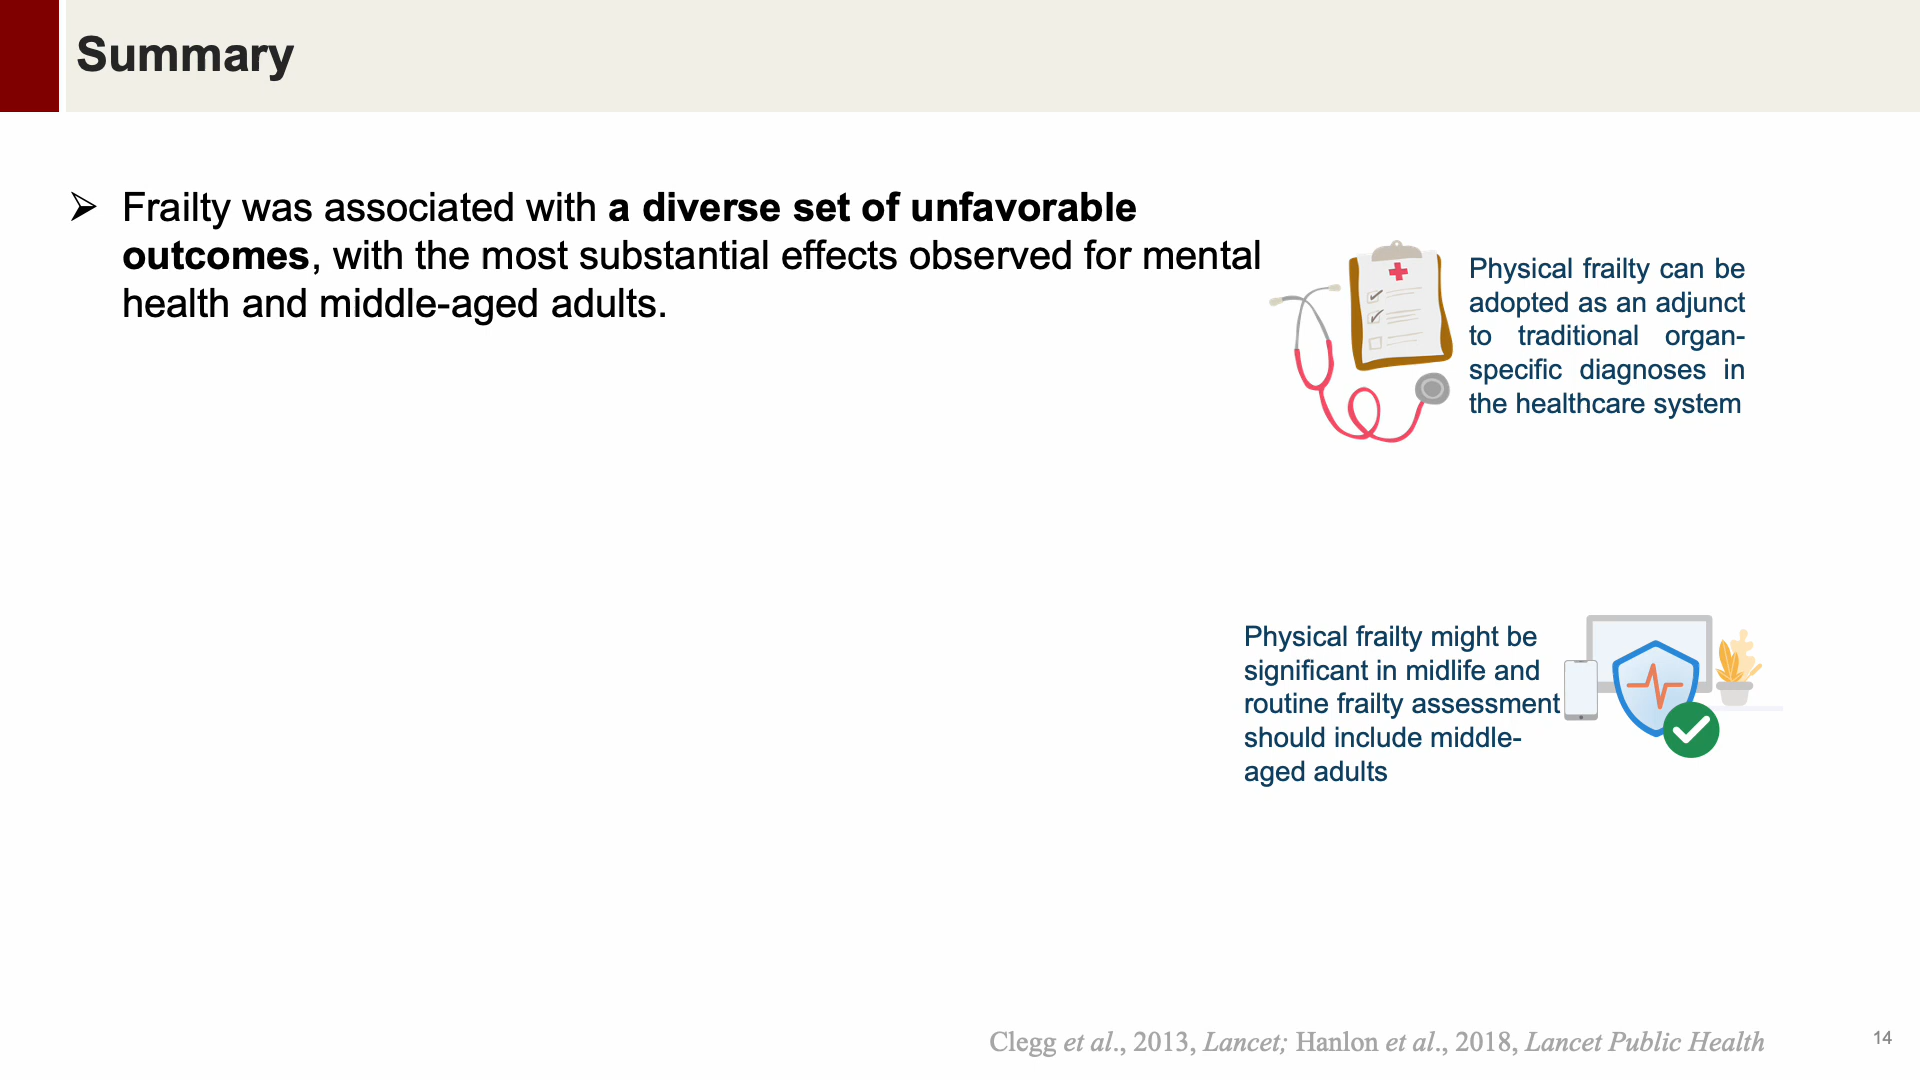 Summary
➢ Frailty was associated with a diverse set of unfavorable
outcomes, with the most substantial effects observed for mental
health and middle-aged adults.
Physical frailty can be
adopted as an adjunct
to traditional organ-
specific diagnoses in
the healthcare system
Physical frailty might be
significant in midlife and
routine frailty assessment
should include middle-
aged adults
Clegg et al., 2013, Lancet; Hanlon et al., 2018, Lancet Public Health
14